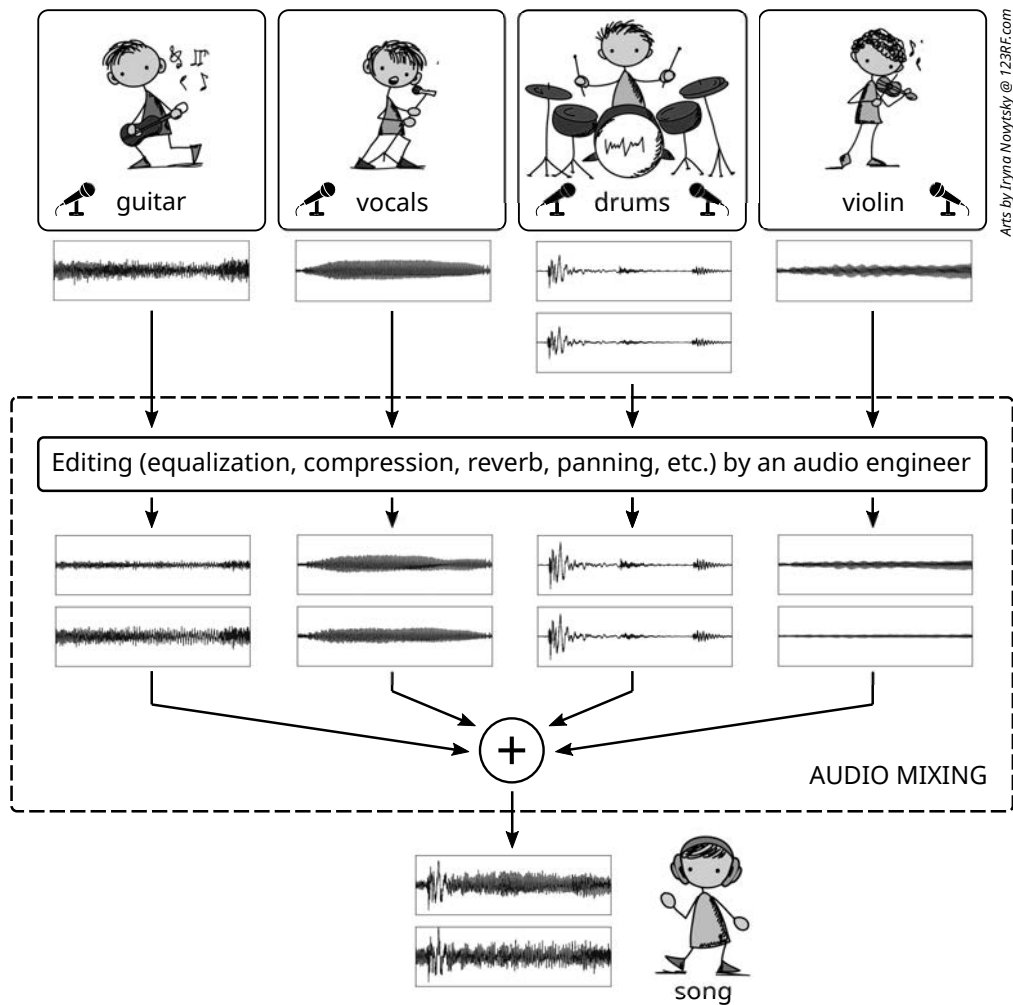 guitar
vocals
drums
violin
Arts by Iryna Novytsky @ 123RF.com
Editing (equalization, compression, reverb, panning, etc.) by an audio engineer
+
AUDIO MIXING
song